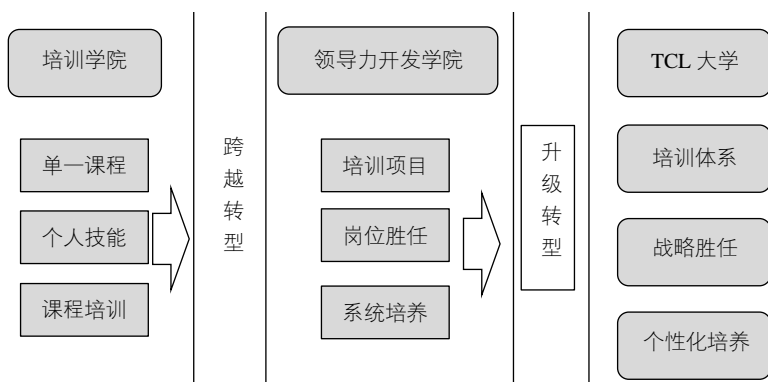 培训学院
单一课程
个人技能
课程培训
跨越转型
领导力开发学院
培训项目
岗位胜任
系统培养
升级转型
TCL 大学
培训体系
战略胜任
个性化培养